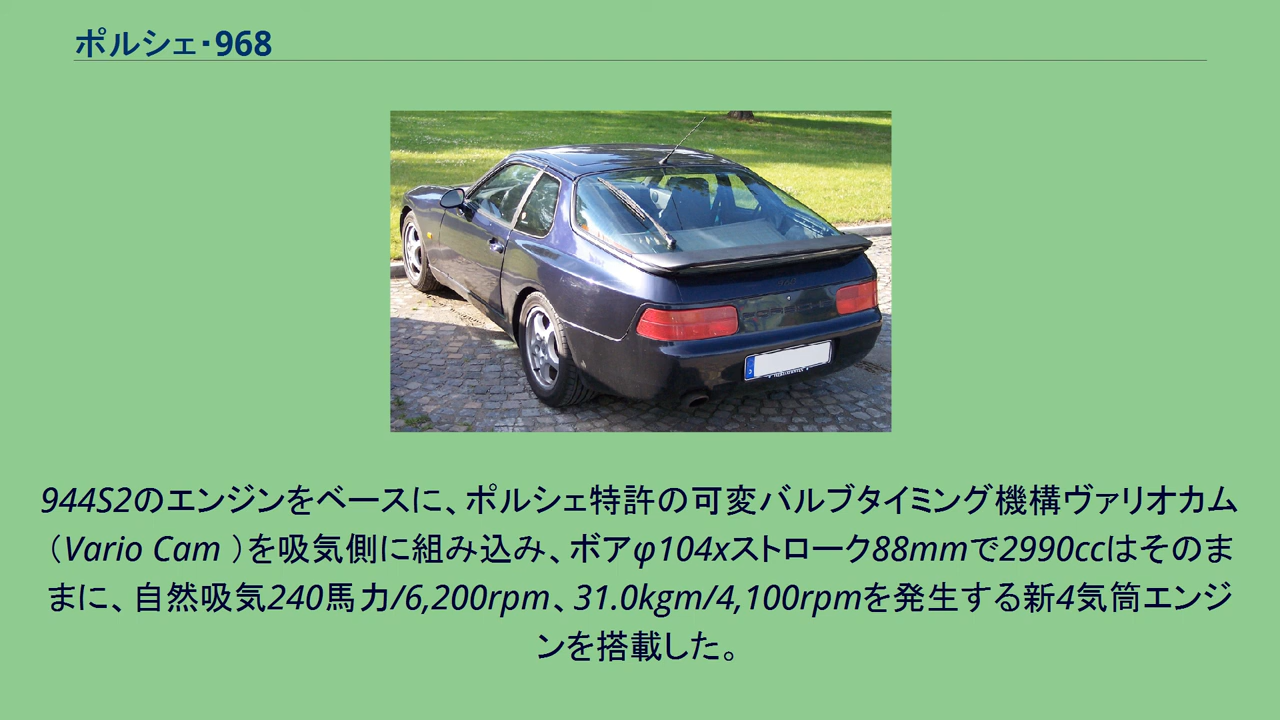 ポルシェ・968
944S2のエンジンをベースに、ポルシェ特許の可変バルブタイミング機構ヴァリオカム
（Vario Cam ）を吸気側に組み込み、ボアφ104xストローク88mmで2990ccはそのま
まに、自然吸気240馬力/6,200rpm、31.0kgm/4,100rpmを発生する新4気筒エンジ
ンを搭載した。